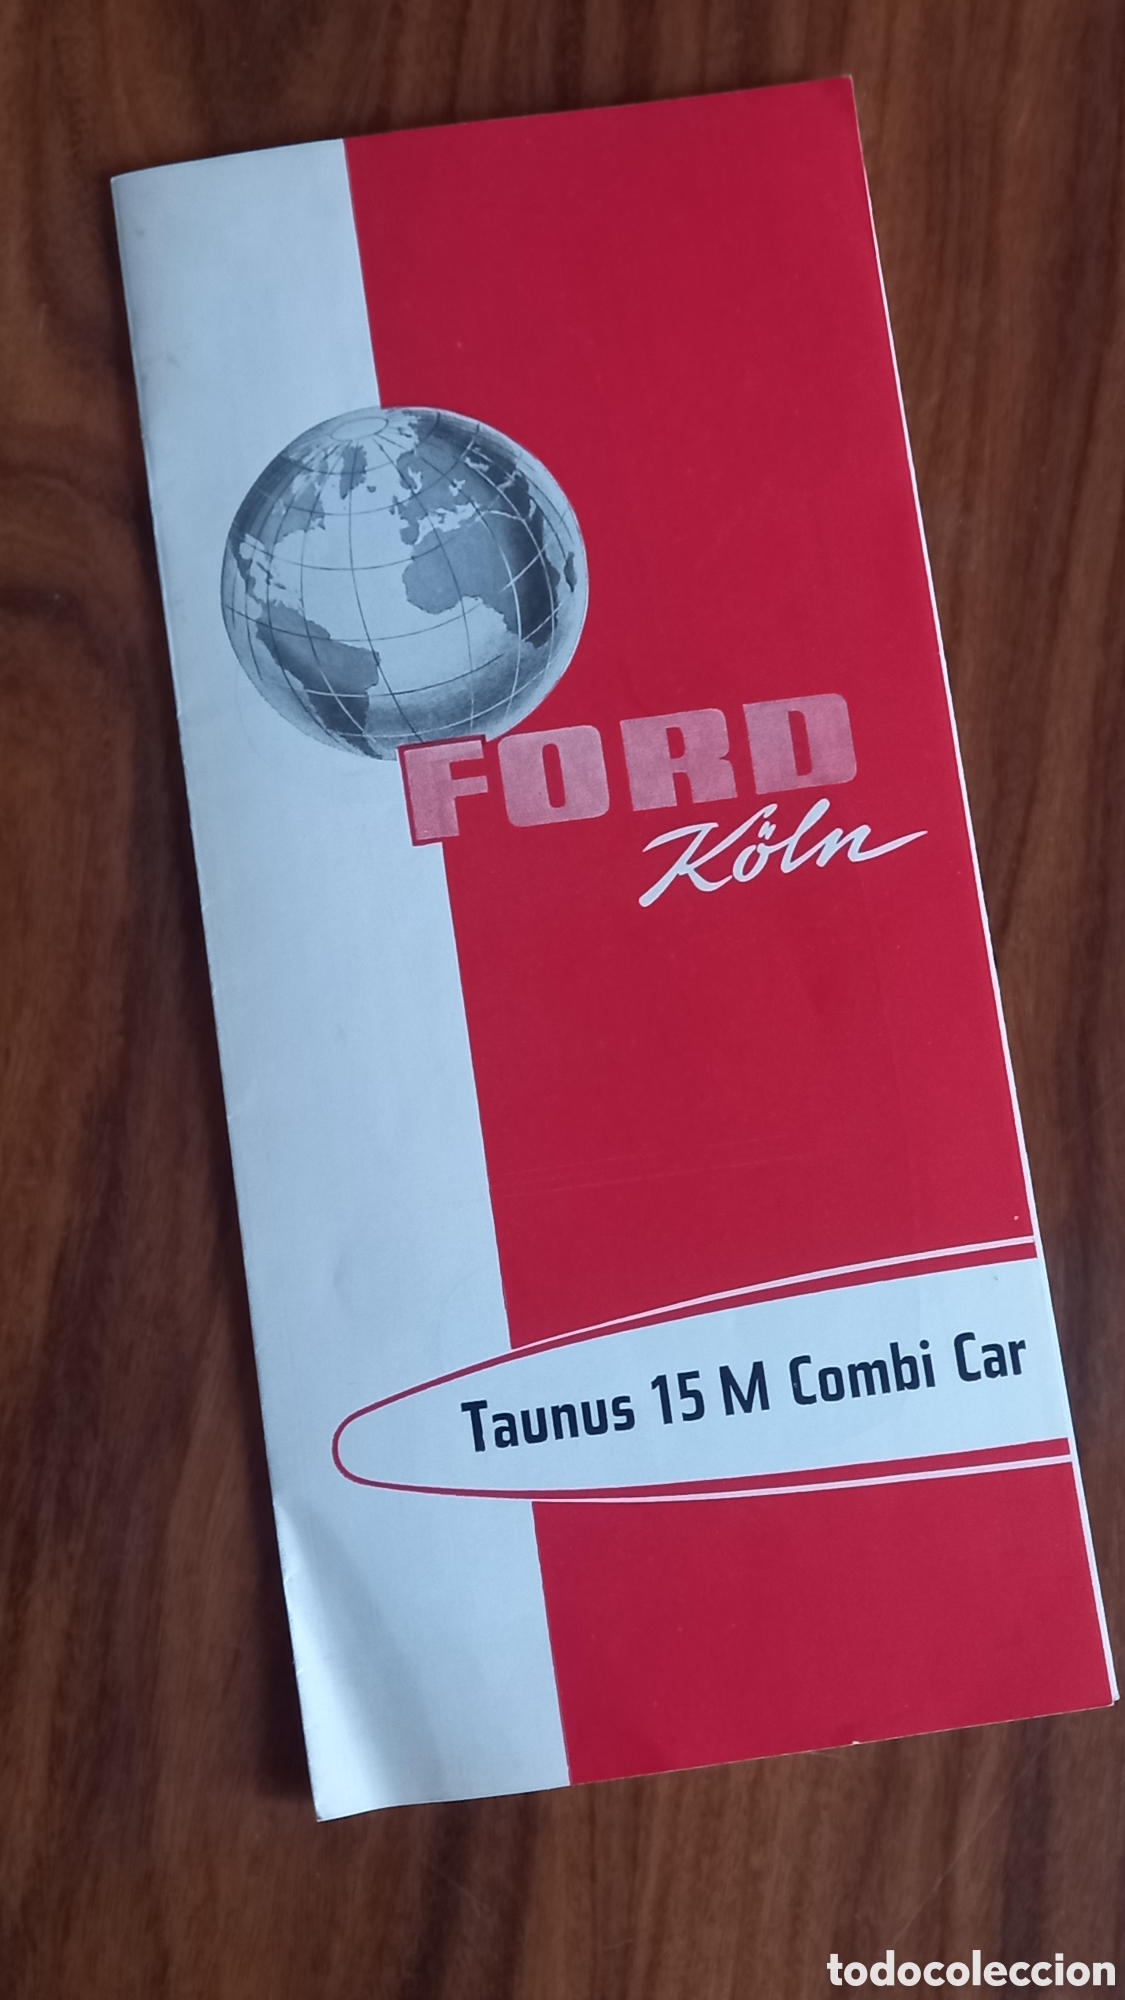 FORD
Köln
Taunus 15 M Combi Car
todocoleccion